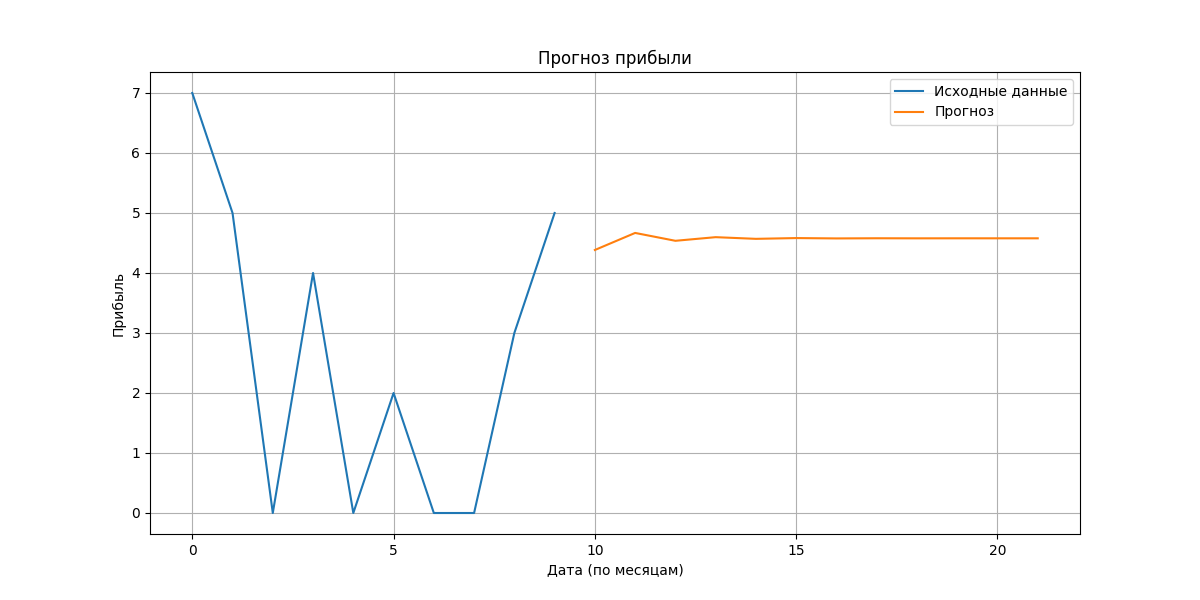 Прогноз прибыли
Исходные данные
Прогноз
Прибыль
7
6
5
4
3
2
1
0
0 5 10 15 20
Дата (по месяцам)